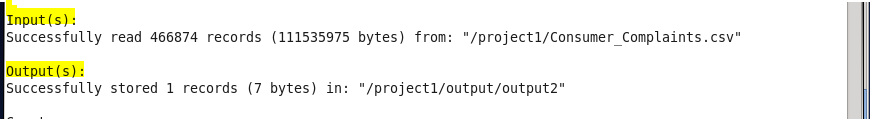 Input(s):
Successfully read 466874 records (111535975 bytes) from: "/project1/Consumer_Complaints.csv"
Output(s):
Successfully stored 1 records (7 bytes) in: "/project1/output/output2"